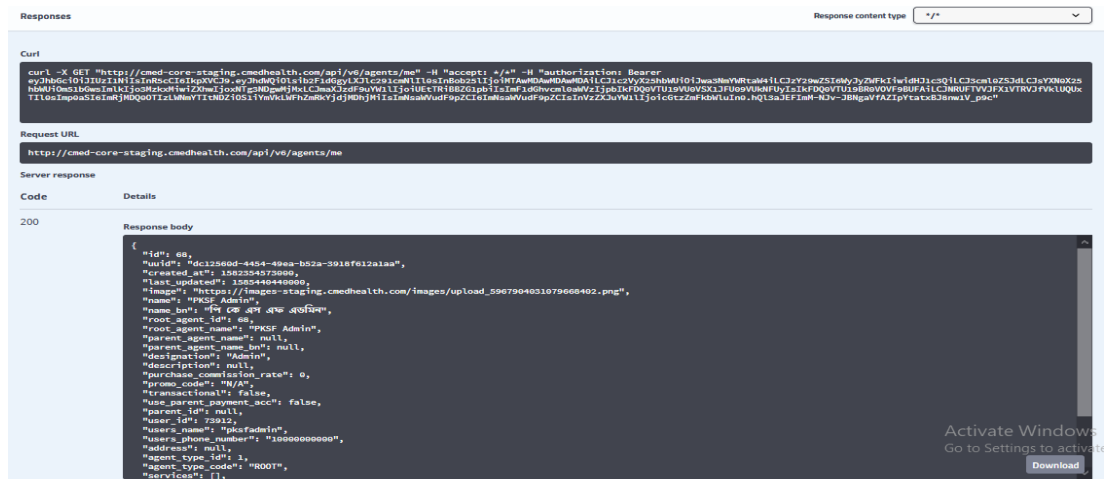 Responses
Response content type */*
Curl
curl -X GET "http://cmed-core-staging.cmedhealth.com/api/v6/agents/me" -H "accept: */*" -H "authorization: Bearer
Request URL
http://cmed-core-staging.cmedhealth.com/api/v6/agents/me
Server response
Code Details
200
Response body
{
"id": 68,
"uuid": "dc12560d-4454-49ea-b52a-3918f612a1aa",
"created_at": 1582354573000,
"last_updated": 1585440440000,
"image": "https://images-staging.cmedhealth.com/images/upload_5967904031079668402.png",
"name": "PKSF Admin",
"name_bn": "পি কে এস এফ এডমিন",
"root_agent_id": 68,
"root_agent_name": "PKSF Admin",
"parent_agent_name": null,
"parent_agent_name_bn": null,
"designation": "Admin",
"description": null,
"purchase_commission_rate": 0,
"promo_code": "N/A",
"transactional": false,
"use_parent_payment_acc": false,
"parent_id": null,
"user_id": 73912,
"users_name": "pksfadmin",
"users_phone_number": "10000000000",
"address": null,
"agent_type_id": 1,
"agent_type_code": "ROOT",
"services": [],
Activate Windows
Go to Settings to activate
Download